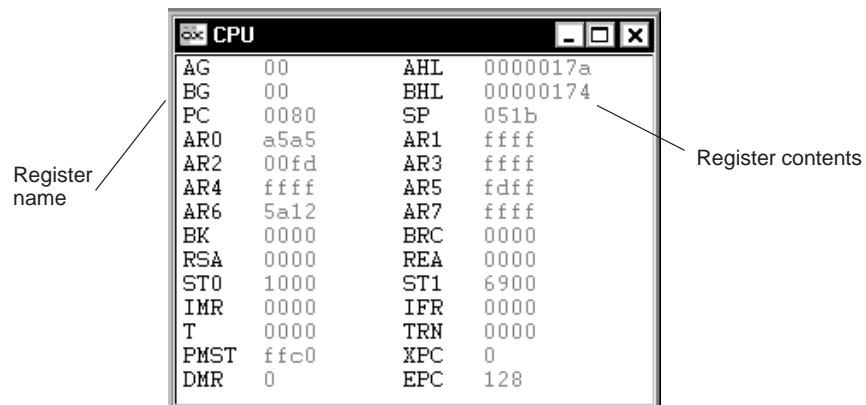 CPU
AG 00 AHL 0000017a
BG 00 BHL 00000174
PC 0080 SP 051b
AR0 a5a5 AR1 ffff
AR2 00fd AR3 ffff
AR4 ffff AR5 fdff
AR6 5a12 AR7 ffff
BK 0000 BRC 0000
RSA 0000 REA 0000
ST0 1000 ST1 6900
IMR 0000 IFR 0000
T 0000 TRN 0000
PMST ffc0 XPC 0
DMR 0 EPC 128
Register
name
Register contents